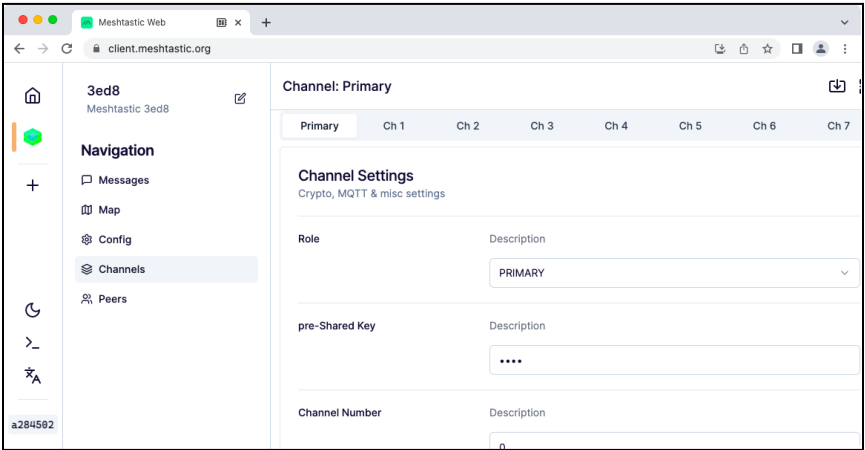 Meshtastic Web
client.meshtastic.org
3ed8
Meshtastic 3ed8
Navigation
Messages
Map
Config
Channels
Peers
a284502
Channel: Primary
Primary Ch 1 Ch 2 Ch 3 Ch 4 Ch 5 Ch 6 Ch 7
Channel Settings
Crypto, MQTT & misc settings
Role Description
PRIMARY
pre-Shared Key Description
••••
Channel Number Description
0